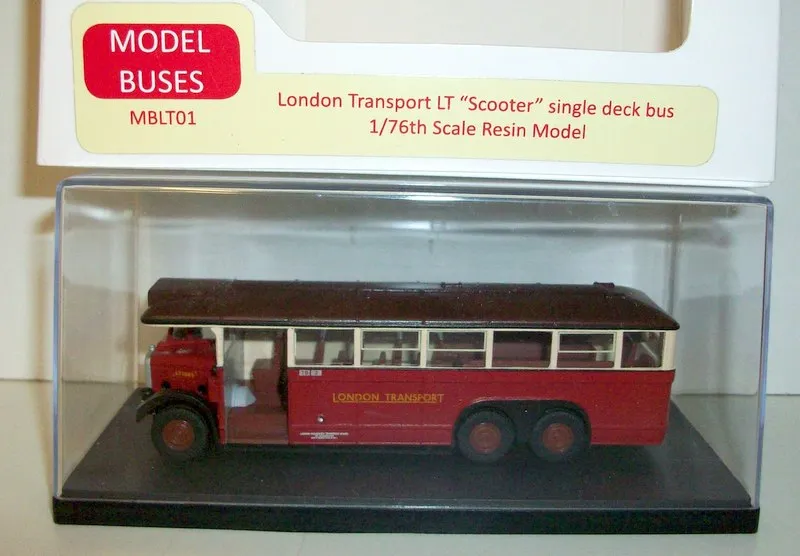 MODEL
BUSES
MBLT01
London Transport LT “Scooter” single deck bus
1/76th Scale Resin Model
LONDON TRANSPORT